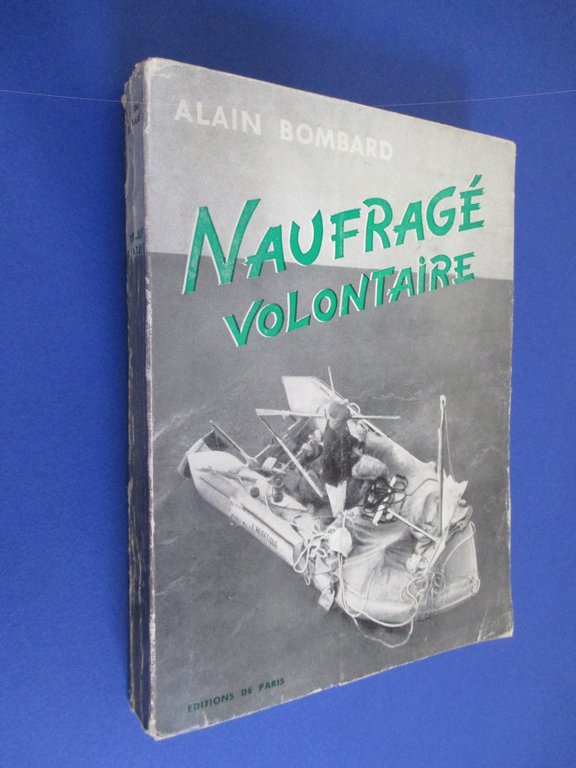 ALAIN BOMBARD
NAUFRAGÉ
VOLONTAIRE
L'HÉRÉTIQUE
EDITIONS DE PARIS